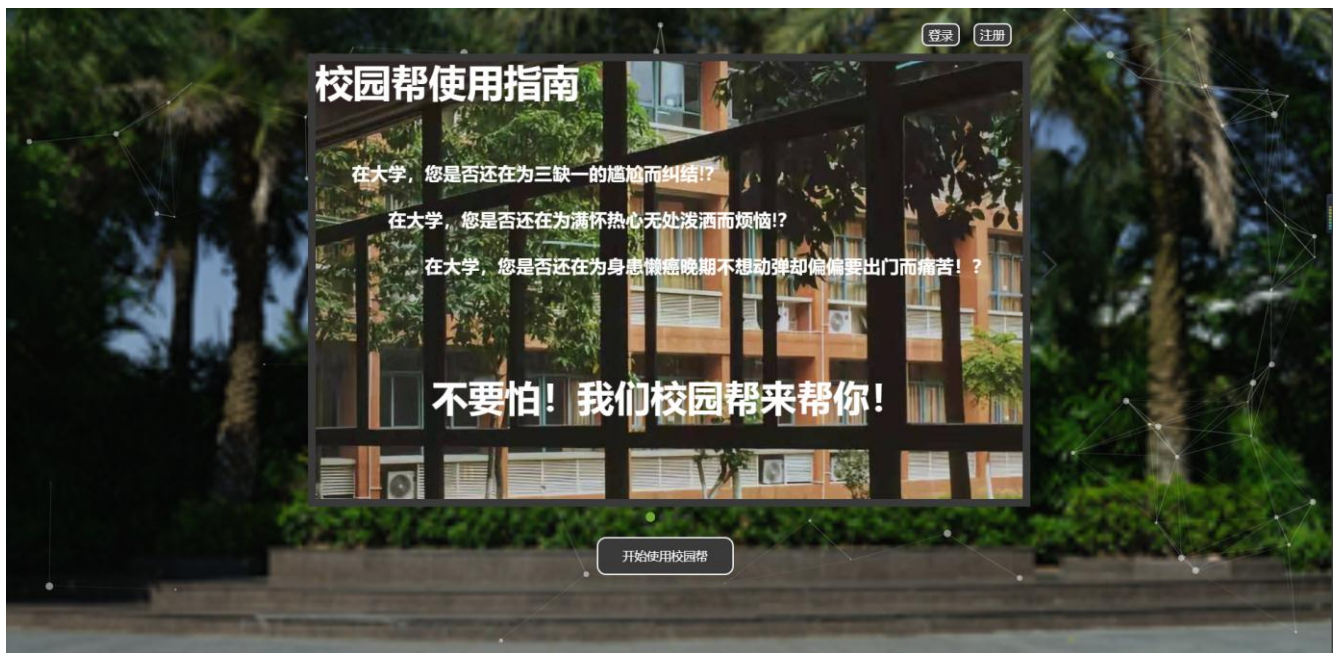 登录 注册
校园帮使用指南
在大学，您是否还在为三缺一的尴尬而纠结!?
在大学，您是否还在为满怀热心无处泼洒而烦恼!?
在大学，您是否还在为身患懒癌晚期不想动弹却偏偏要出门而痛苦！?
不要怕！我们校园帮来帮你！
开始使用校园帮